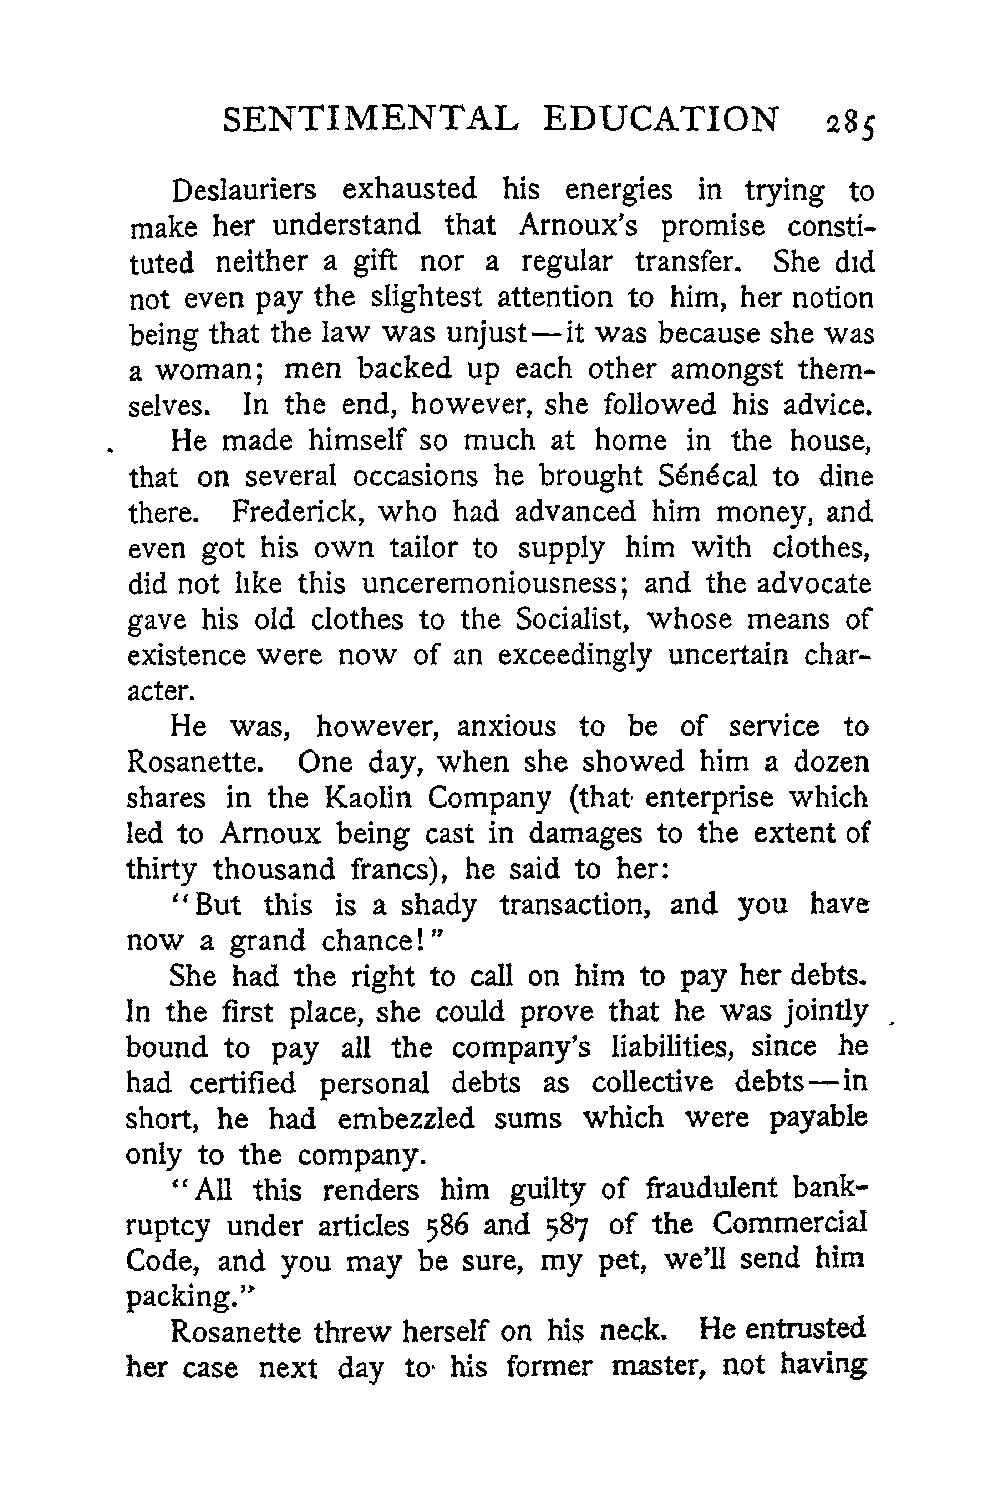 SENTIMENTAL EDUCATION 285
Deslauriers exhausted his energies in trying to
make her understand that Arnoux's promise consti-
tuted neither a gift nor a regular transfer. She did
not even pay the slightest attention to him, her notion
being that the law was unjust—it was because she was
a woman; men backed up each other amongst them-
selves. In the end, however, she followed his advice.
He made himself so much at home in the house,
that on several occasions he brought Sénécal to dine
there. Frederick, who had advanced him money, and
even got his own tailor to supply him with clothes,
did not like this unceremoniousness; and the advocate
gave his old clothes to the Socialist, whose means of
existence were now of an exceedingly uncertain char-
acter.
He was, however, anxious to be of service to
Rosanette. One day, when she showed him a dozen
shares in the Kaolin Company (that enterprise which
led to Arnoux being cast in damages to the extent of
thirty thousand francs), he said to her:
"But this is a shady transaction, and you have
now a grand chance!"
She had the right to call on him to pay her debts.
In the first place, she could prove that he was jointly
bound to pay all the company's liabilities, since he
had certified personal debts as collective debts—in
short, he had embezzled sums which were payable
only to the company.
"All this renders him guilty of fraudulent bank-
ruptcy under articles 586 and 587 of the Commercial
Code, and you may be sure, my pet, we'll send him
packing."
Rosanette threw herself on his neck. He entrusted
her case next day to his former master, not having